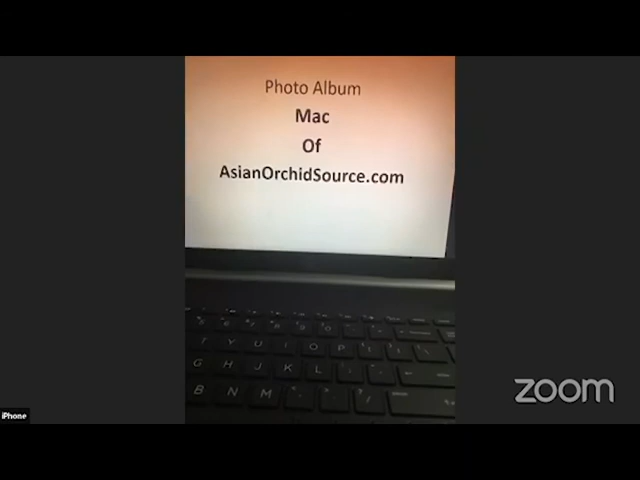 Photo Album
Mac
Of
AsianOrchidSource.com
T Y U I O P
G H J K L
B N M
zoom
iPhone